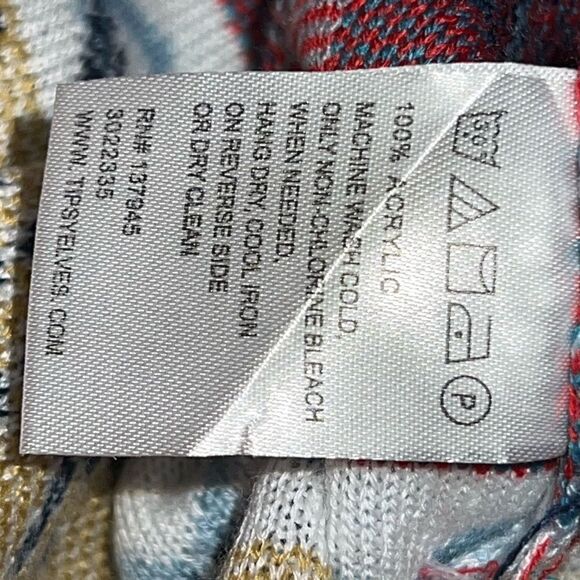 30°
P
100% ACRYLIC
MACHINE WASH COLD,
ONLY NON-CHLORINE BLEACH
WHEN NEEDED,
HANG DRY, COOL IRON
ON REVERSE SIDE
OR DRY CLEAN
RN# 137945
3022335
WWW.TIPSYELVES.COM